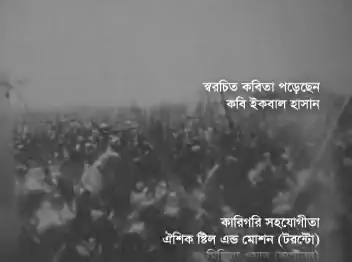 স্বরচিত কবিতা পড়েছেন
কবি ইকবাল হাসান
কারিগরি সহযোগীতা
ঐশিক ষ্টিল এন্ড মোশন (টরন্টো)